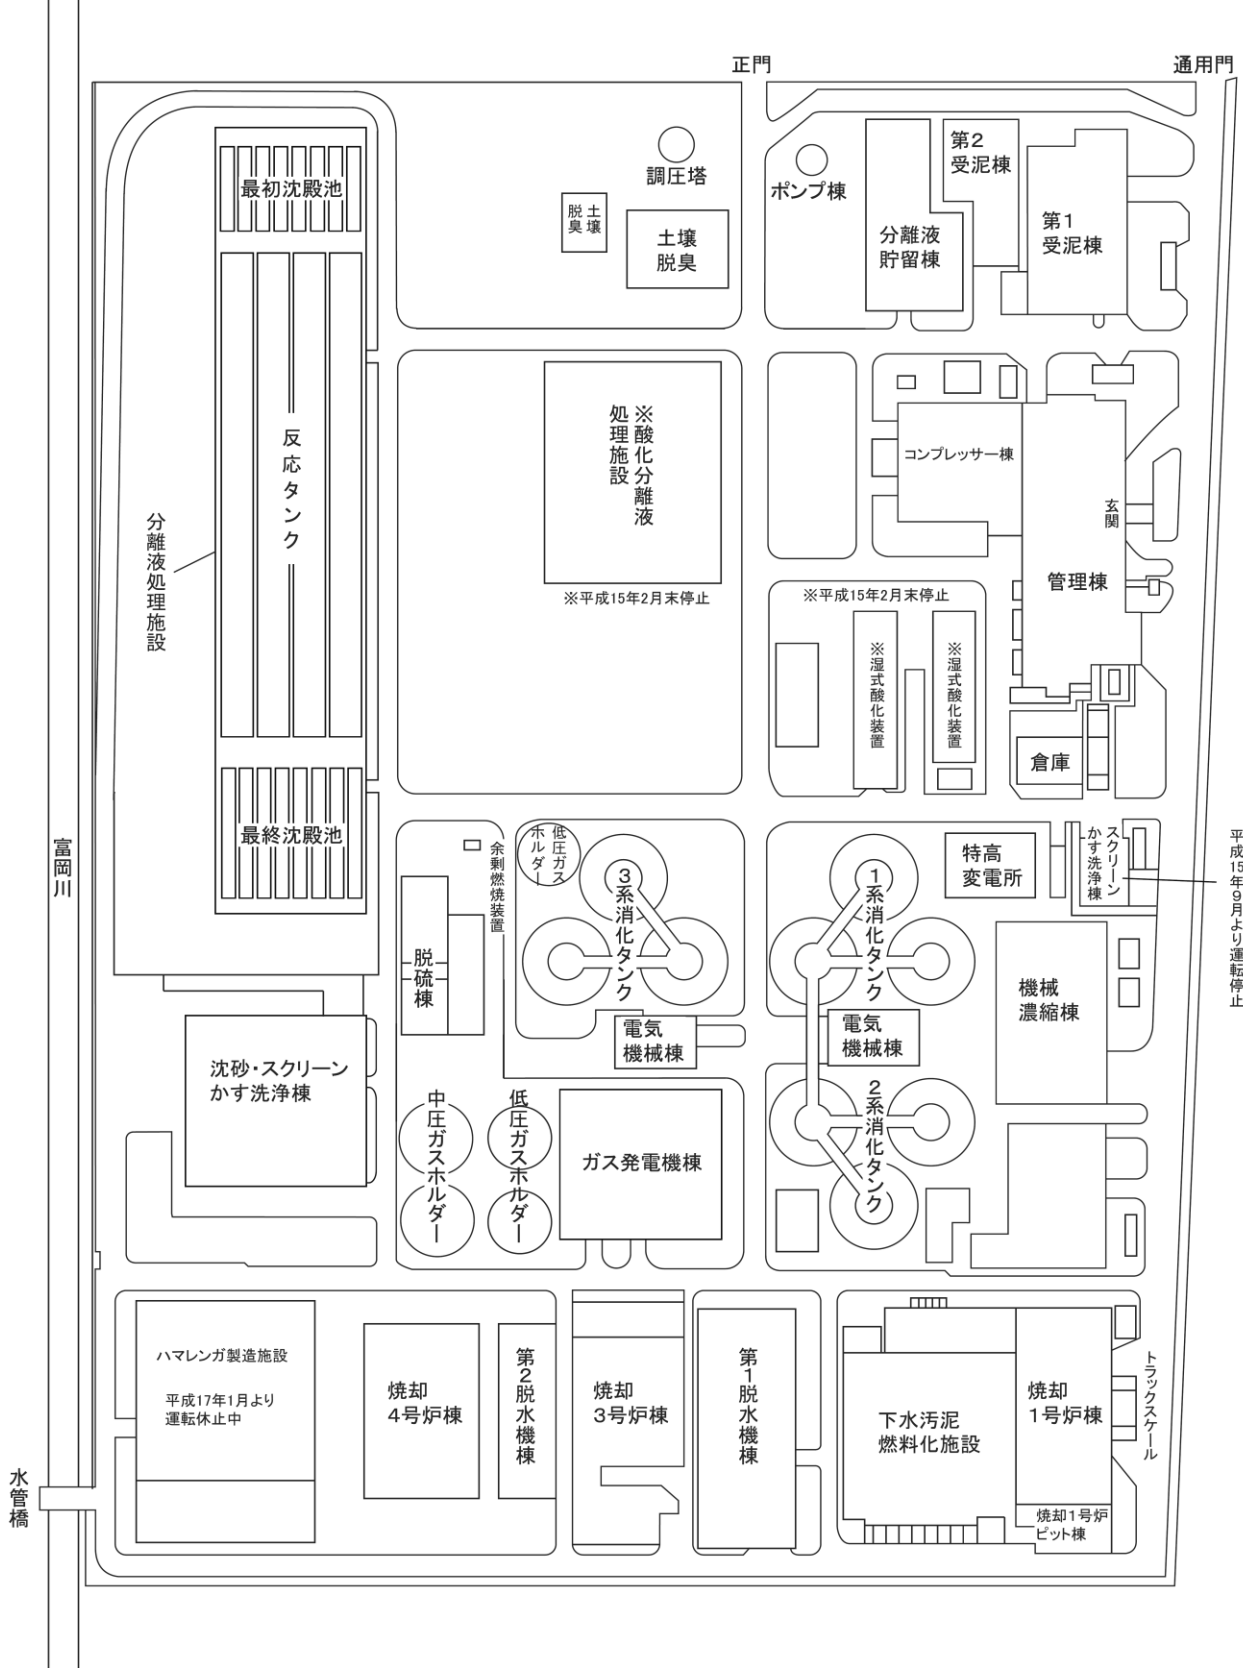 正門
通用門
調圧塔
土壌
脱臭
土壌
脱臭
ポンプ棟
第2
受泥棟
第1
受泥棟
分離液
貯留棟
最初沈殿池
反応タンク
分離液処理施設
最終沈殿池
※酸化分離液
処理施設
※平成15年2月末停止
コンプレッサー棟
玄関
管理棟
※平成15年2月末停止
※湿式酸化装置
※湿式酸化装置
倉庫
富岡川
余剰燃焼装置
低圧ガス
ホルダー
3系消化タンク
1系消化タンク
特高
変電所
スクリーン
かす洗浄棟
平成15年9月より運転停止
脱硫棟
電気
機械棟
電気
機械棟
機械
濃縮棟
沈砂・スクリーン
かす洗浄棟
中圧ガスホルダー
低圧ガスホルダー
ガス発電機棟
2系消化タンク
ハマレンガ製造施設
平成17年1月より
運転休止中
焼却
4号炉棟
第2脱水機棟
焼却
3号炉棟
第1脱水機棟
下水汚泥
燃料化施設
焼却
1号炉棟
トラックスケール
焼却1号炉
ピット棟
水管橋